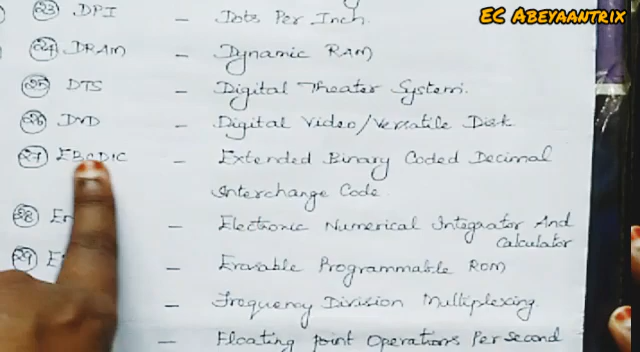 EC Abeyaantrix
23 DPI - Dots Per Inch
24 DRAM - Dynamic RAM
25 DTS - Digital Theater System.
26 DVD - Digital Video/Versatile Disk
27 EBCDIC - Extended Binary Coded Decimal
Interchange Code.
28 En - Electronic Numerical Integrator And
Calculator
29 E - Erasable Programmable ROM
- Frequency Division Multiplexing
- Floating point Operations Per Second